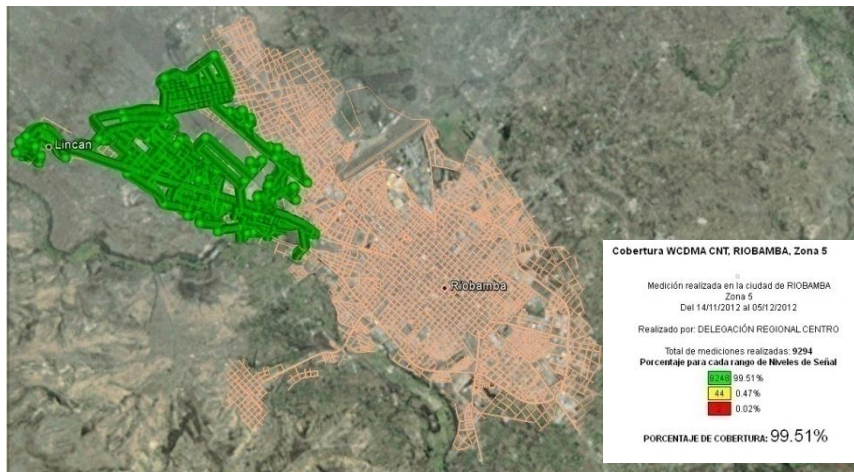 Lincan
Riobamba
Cobertura WCDMA CNT, RIOBAMBA, Zona 5
Medición realizada en la ciudad de RIOBAMBA
Zona 5
Del 14/11/2012 al 05/12/2012
Realizado por: DELEGACIÓN REGIONAL CENTRO
Total de mediciones realizadas: 9294
Porcentaje para cada rango de Niveles de Señal
9248 99.51%
44 0.47%
0.02%
PORCENTAJE DE COBERTURA: 99.51%